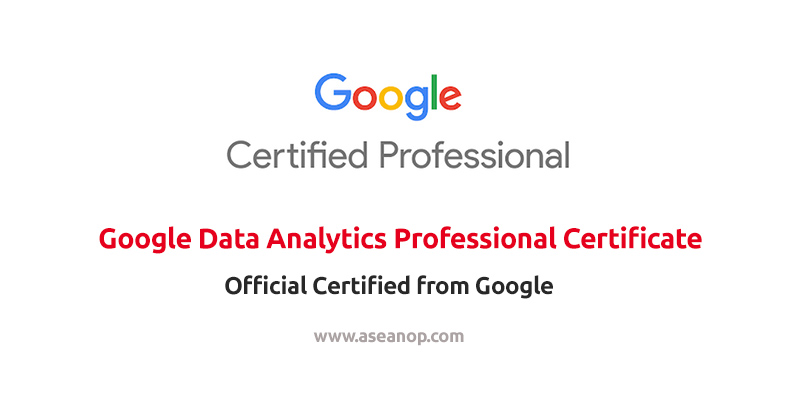 Google
Certified Professional
Google Data Analytics Professional Certificate
Official Certified from Google
www.aseanop.com